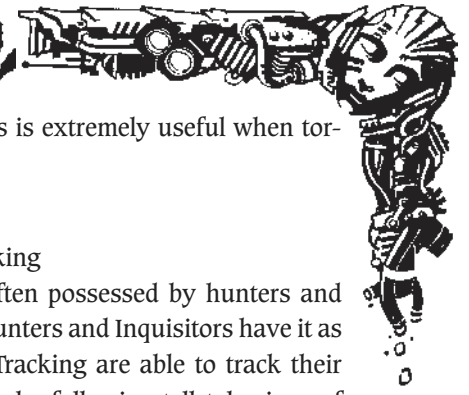 s is extremely useful when tor-
king
ften possessed by hunters and
unters and Inquisitors have it as
Tracking are able to track their